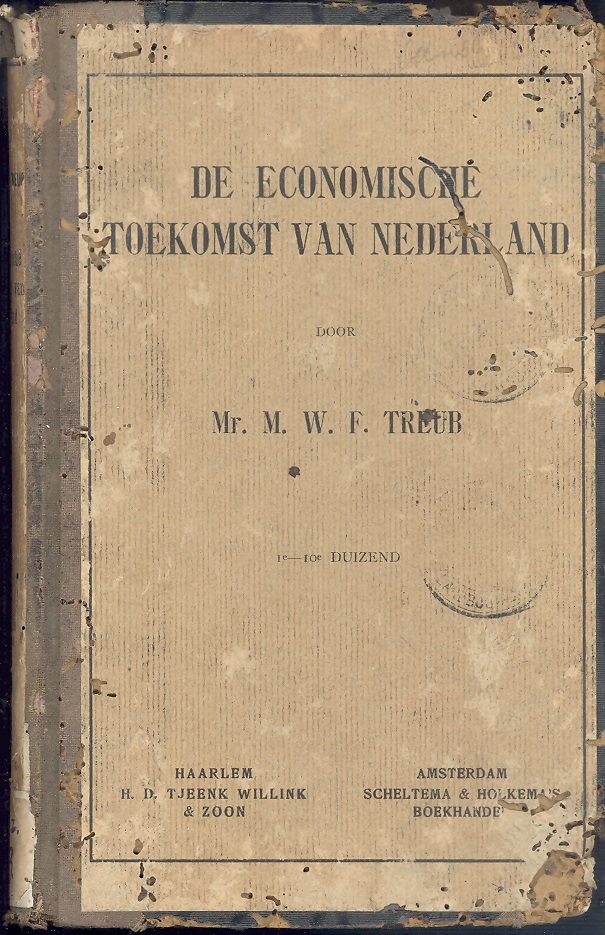 DE ECONOMISCHE
TOEKOMST VAN NEDERLAND
DOOR
Mr. M. W. F. TREUB
1e—10e DUIZEND
HAARLEM
H. D. TJEENK WILLINK
& ZOON
AMSTERDAM
SCHELTEMA & HOLKEMA'S
BOEKHANDEL